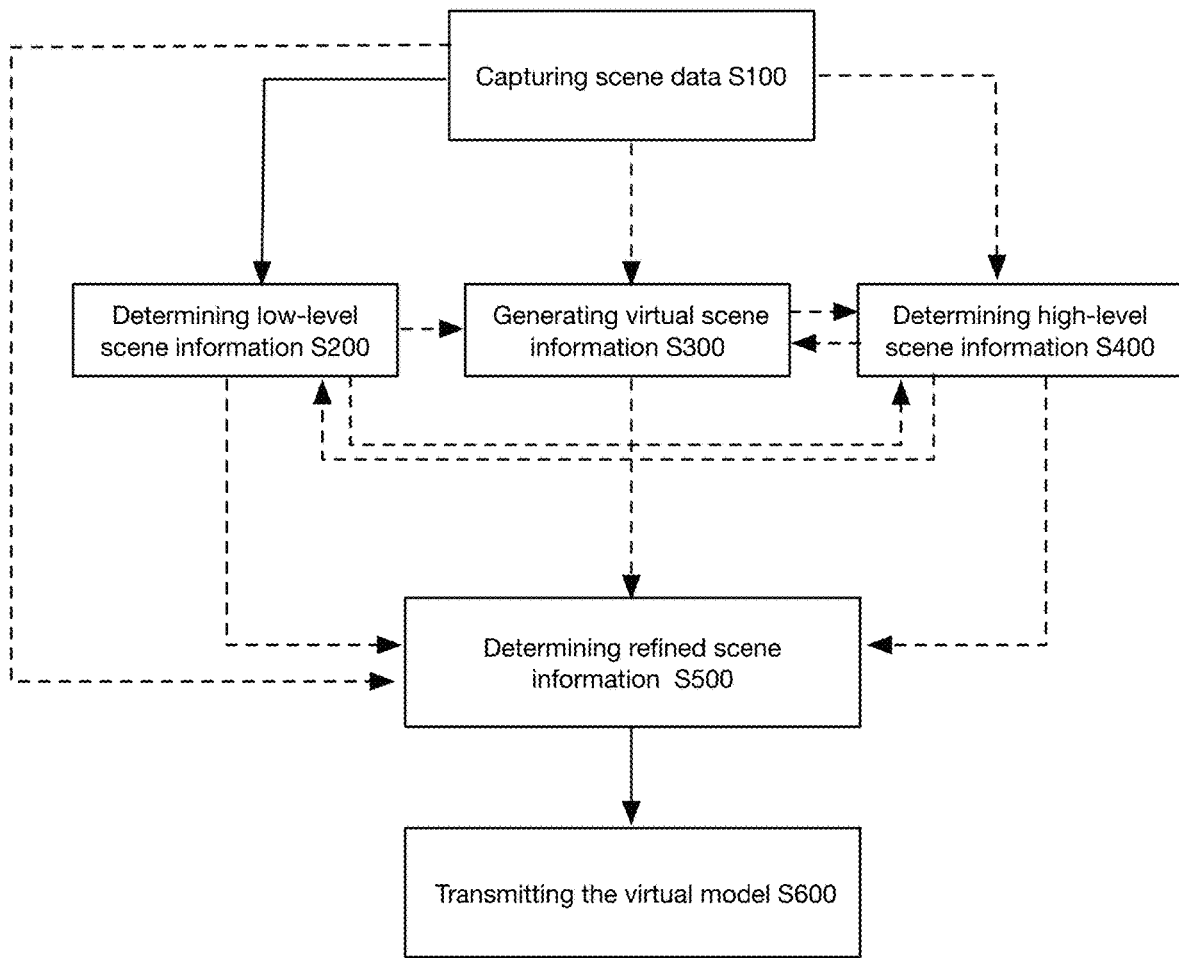 Capturing scene data S100
Determining low-level
scene information S200
Generating virtual scene
information S300
Determining high-level
scene information S400
Determining refined scene
information S500
Transmitting the virtual model S600